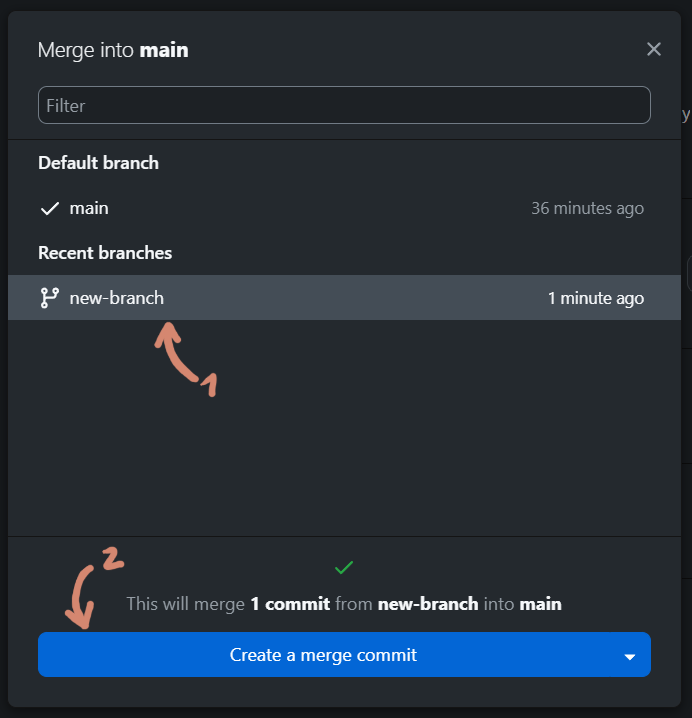 Merge into main
Filter
Default branch
main 36 minutes ago
Recent branches
new-branch 1 minute ago
1
2
This will merge 1 commit from new-branch into main
Create a merge commit
y